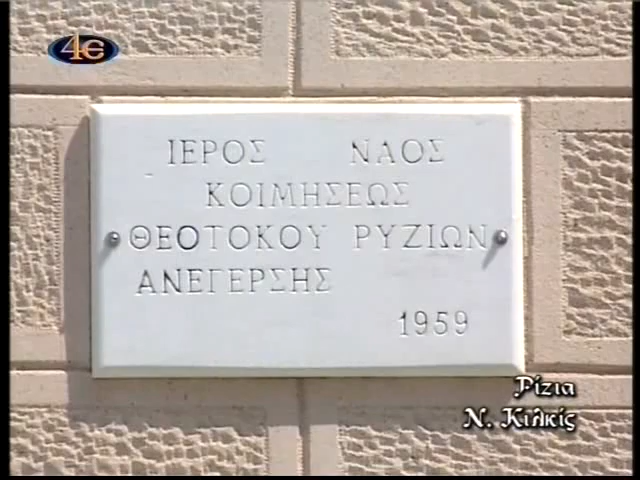 4ε
ΙΕΡΟΣ ΝΑΟΣ
ΚΟΙΜΗΣΕΩΣ
ΘΕΟΤΟΚΟΥ ΡΥΖΙΩΝ
ΑΝΕΓΕΡΣΗΣ
1959
Ρίζια
Ν. Κιλκίς